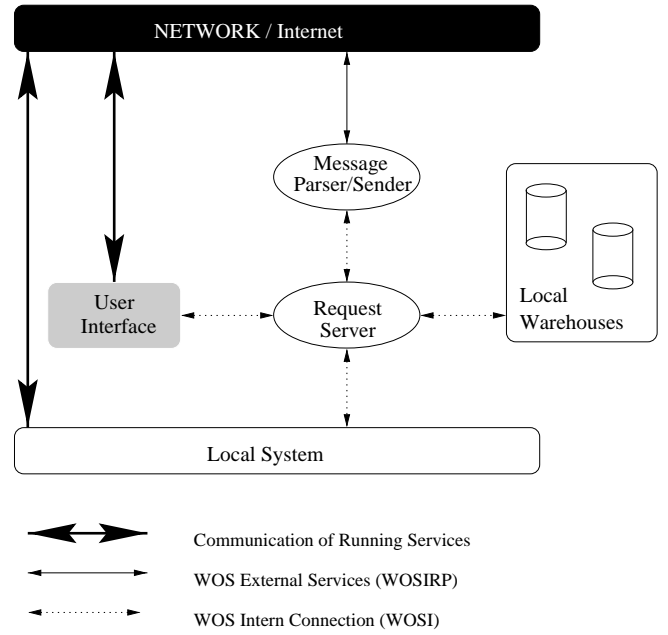 NETWORK / Internet
Message
Parser/Sender
User
Interface
Request
Server
Local
Warehouses
Local System
Communication of Running Services
WOS External Services (WOSIRP)
WOS Intern Connection (WOSI)